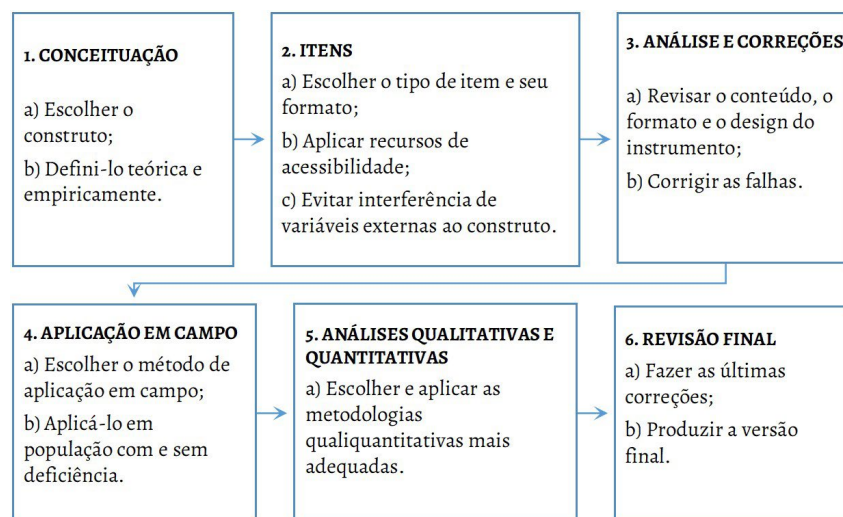 1. CONCEITUAÇÃO
a) Escolher o
construto;
b) Defini-lo teórica e
empiricamente.
2. ITENS
a) Escolher o tipo de item e seu
formato;
b) Aplicar recursos de
acessibilidade;
c) Evitar interferência de
variáveis externas ao construto.
3. ANÁLISE E CORREÇÕES
a) Revisar o conteúdo, o
formato e o design do
instrumento;
b) Corrigir as falhas.
4. APLICAÇÃO EM CAMPO
a) Escolher o método de
aplicação em campo;
b) Aplicá-lo em
população com e sem
deficiência.
5. ANÁLISES QUALITATIVAS E
QUANTITATIVAS
a) Escolher e aplicar as
metodologias
qualiquantitativas mais
adequadas.
6. REVISÃO FINAL
a) Fazer as últimas
correções;
b) Produzir a versão
final.